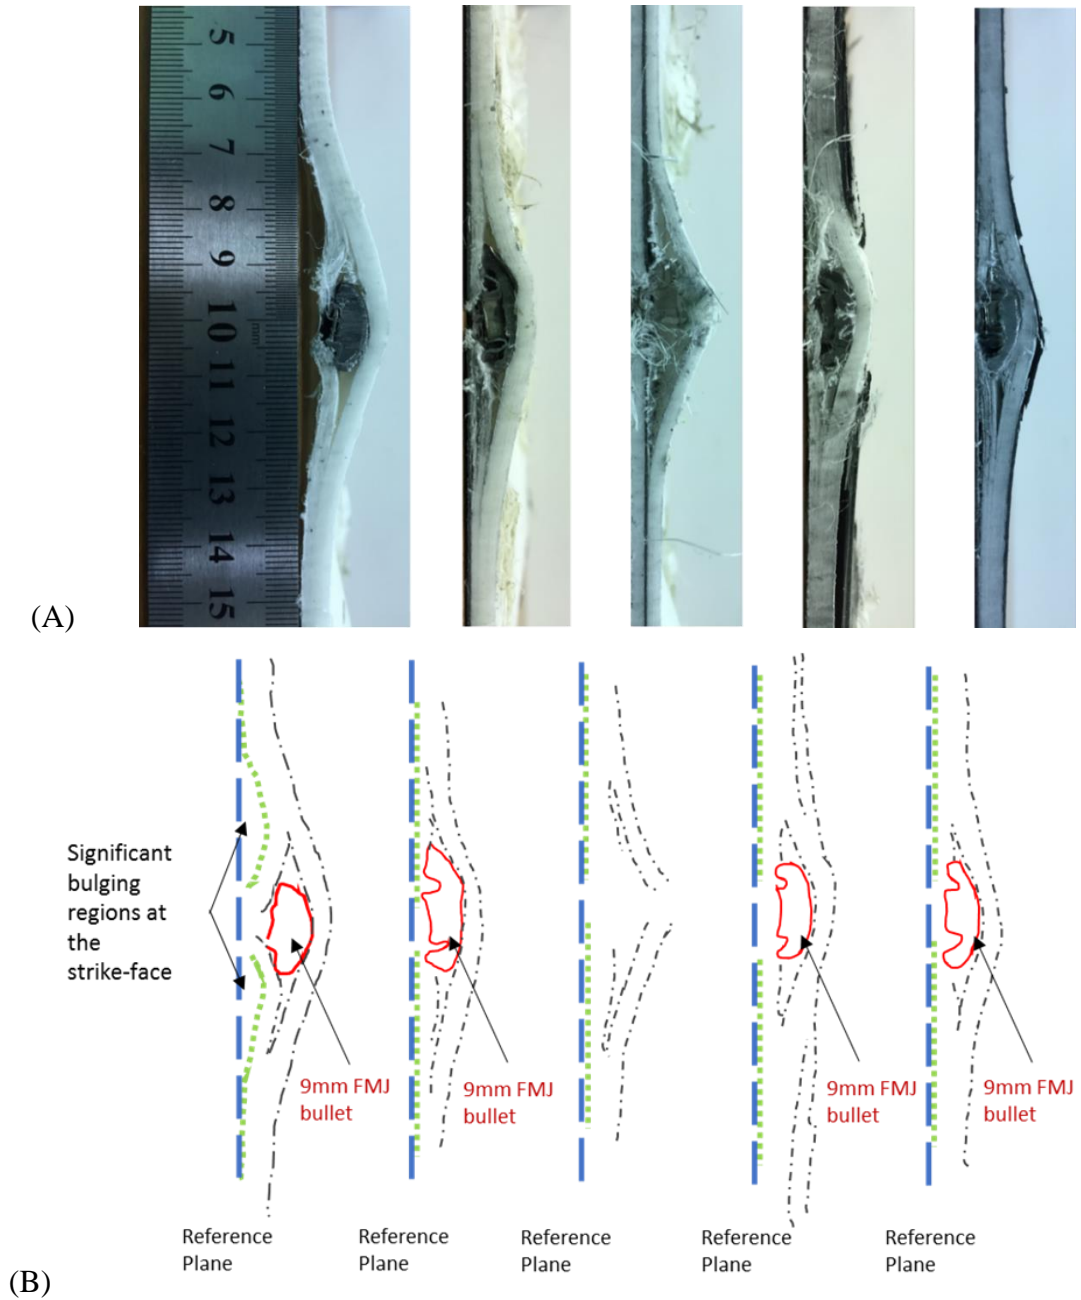 5
6
7
8
9
10
mm
11
12
13
14
15
(A)
Significant
bulging
regions at
the
strike-face
9mm FMJ
bullet
9mm FMJ
bullet
9mm FMJ
bullet
9mm FMJ
bullet
Reference
Plane
Reference
Plane
Reference
Plane
Reference
Plane
Reference
Plane
(B)